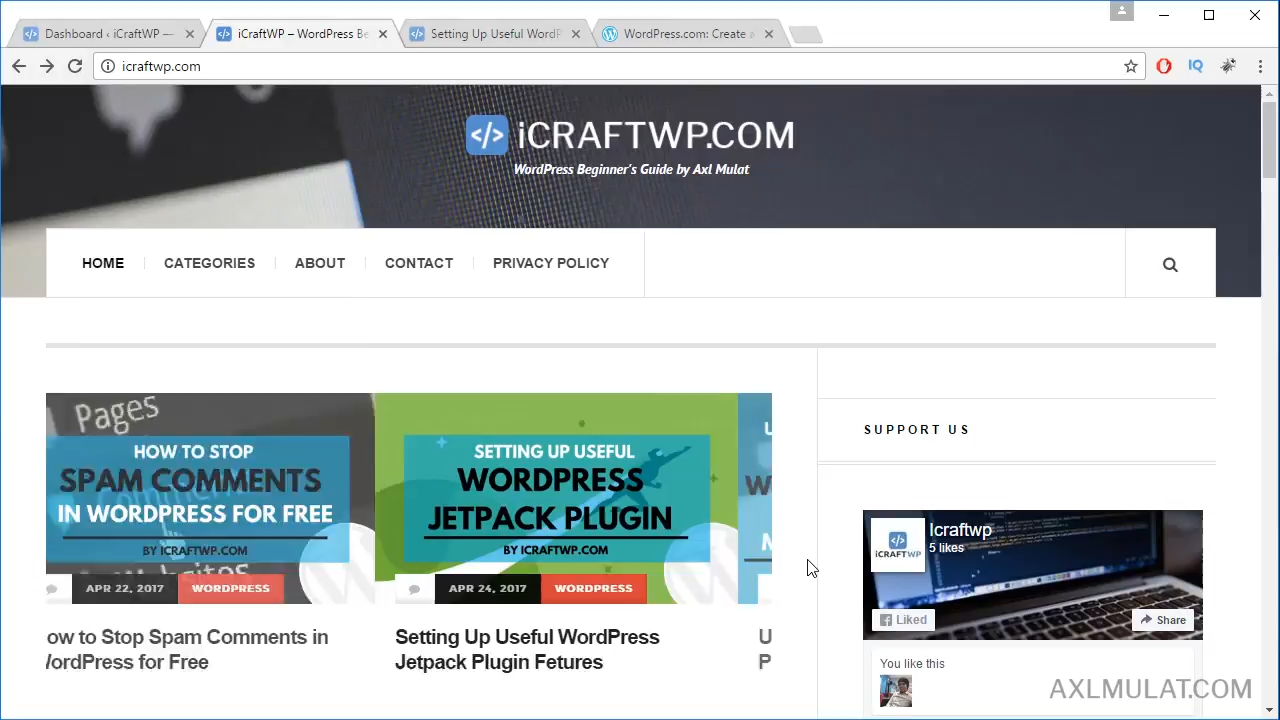 Dashboard ‹ iCraftWP —
iCraftWP – WordPress Be
Setting Up Useful WordP
WordPress.com: Create a
icraftwp.com
IQ
</> iCRAFTWP.COM
WordPress Beginner's Guide by Axl Mulat
HOME
CATEGORIES
ABOUT
CONTACT
PRIVACY POLICY
Pages
HOW TO STOP
SPAM COMMENTS
IN WORDPRESS FOR FREE
BY ICRAFTWP.COM
APR 22, 2017
WORDPRESS
ow to Stop Spam Comments in
WordPress for Free
SETTING UP USEFUL
WORDPRESS
JETPACK PLUGIN
BY ICRAFTWP.COM
APR 24, 2017
WORDPRESS
Setting Up Useful WordPress
Jetpack Plugin Fetures
U
P
SUPPORT US
</>
iCRAFTWP
Icraftwp
5 likes
Liked
Share
You like this
AXLMULAT.COM